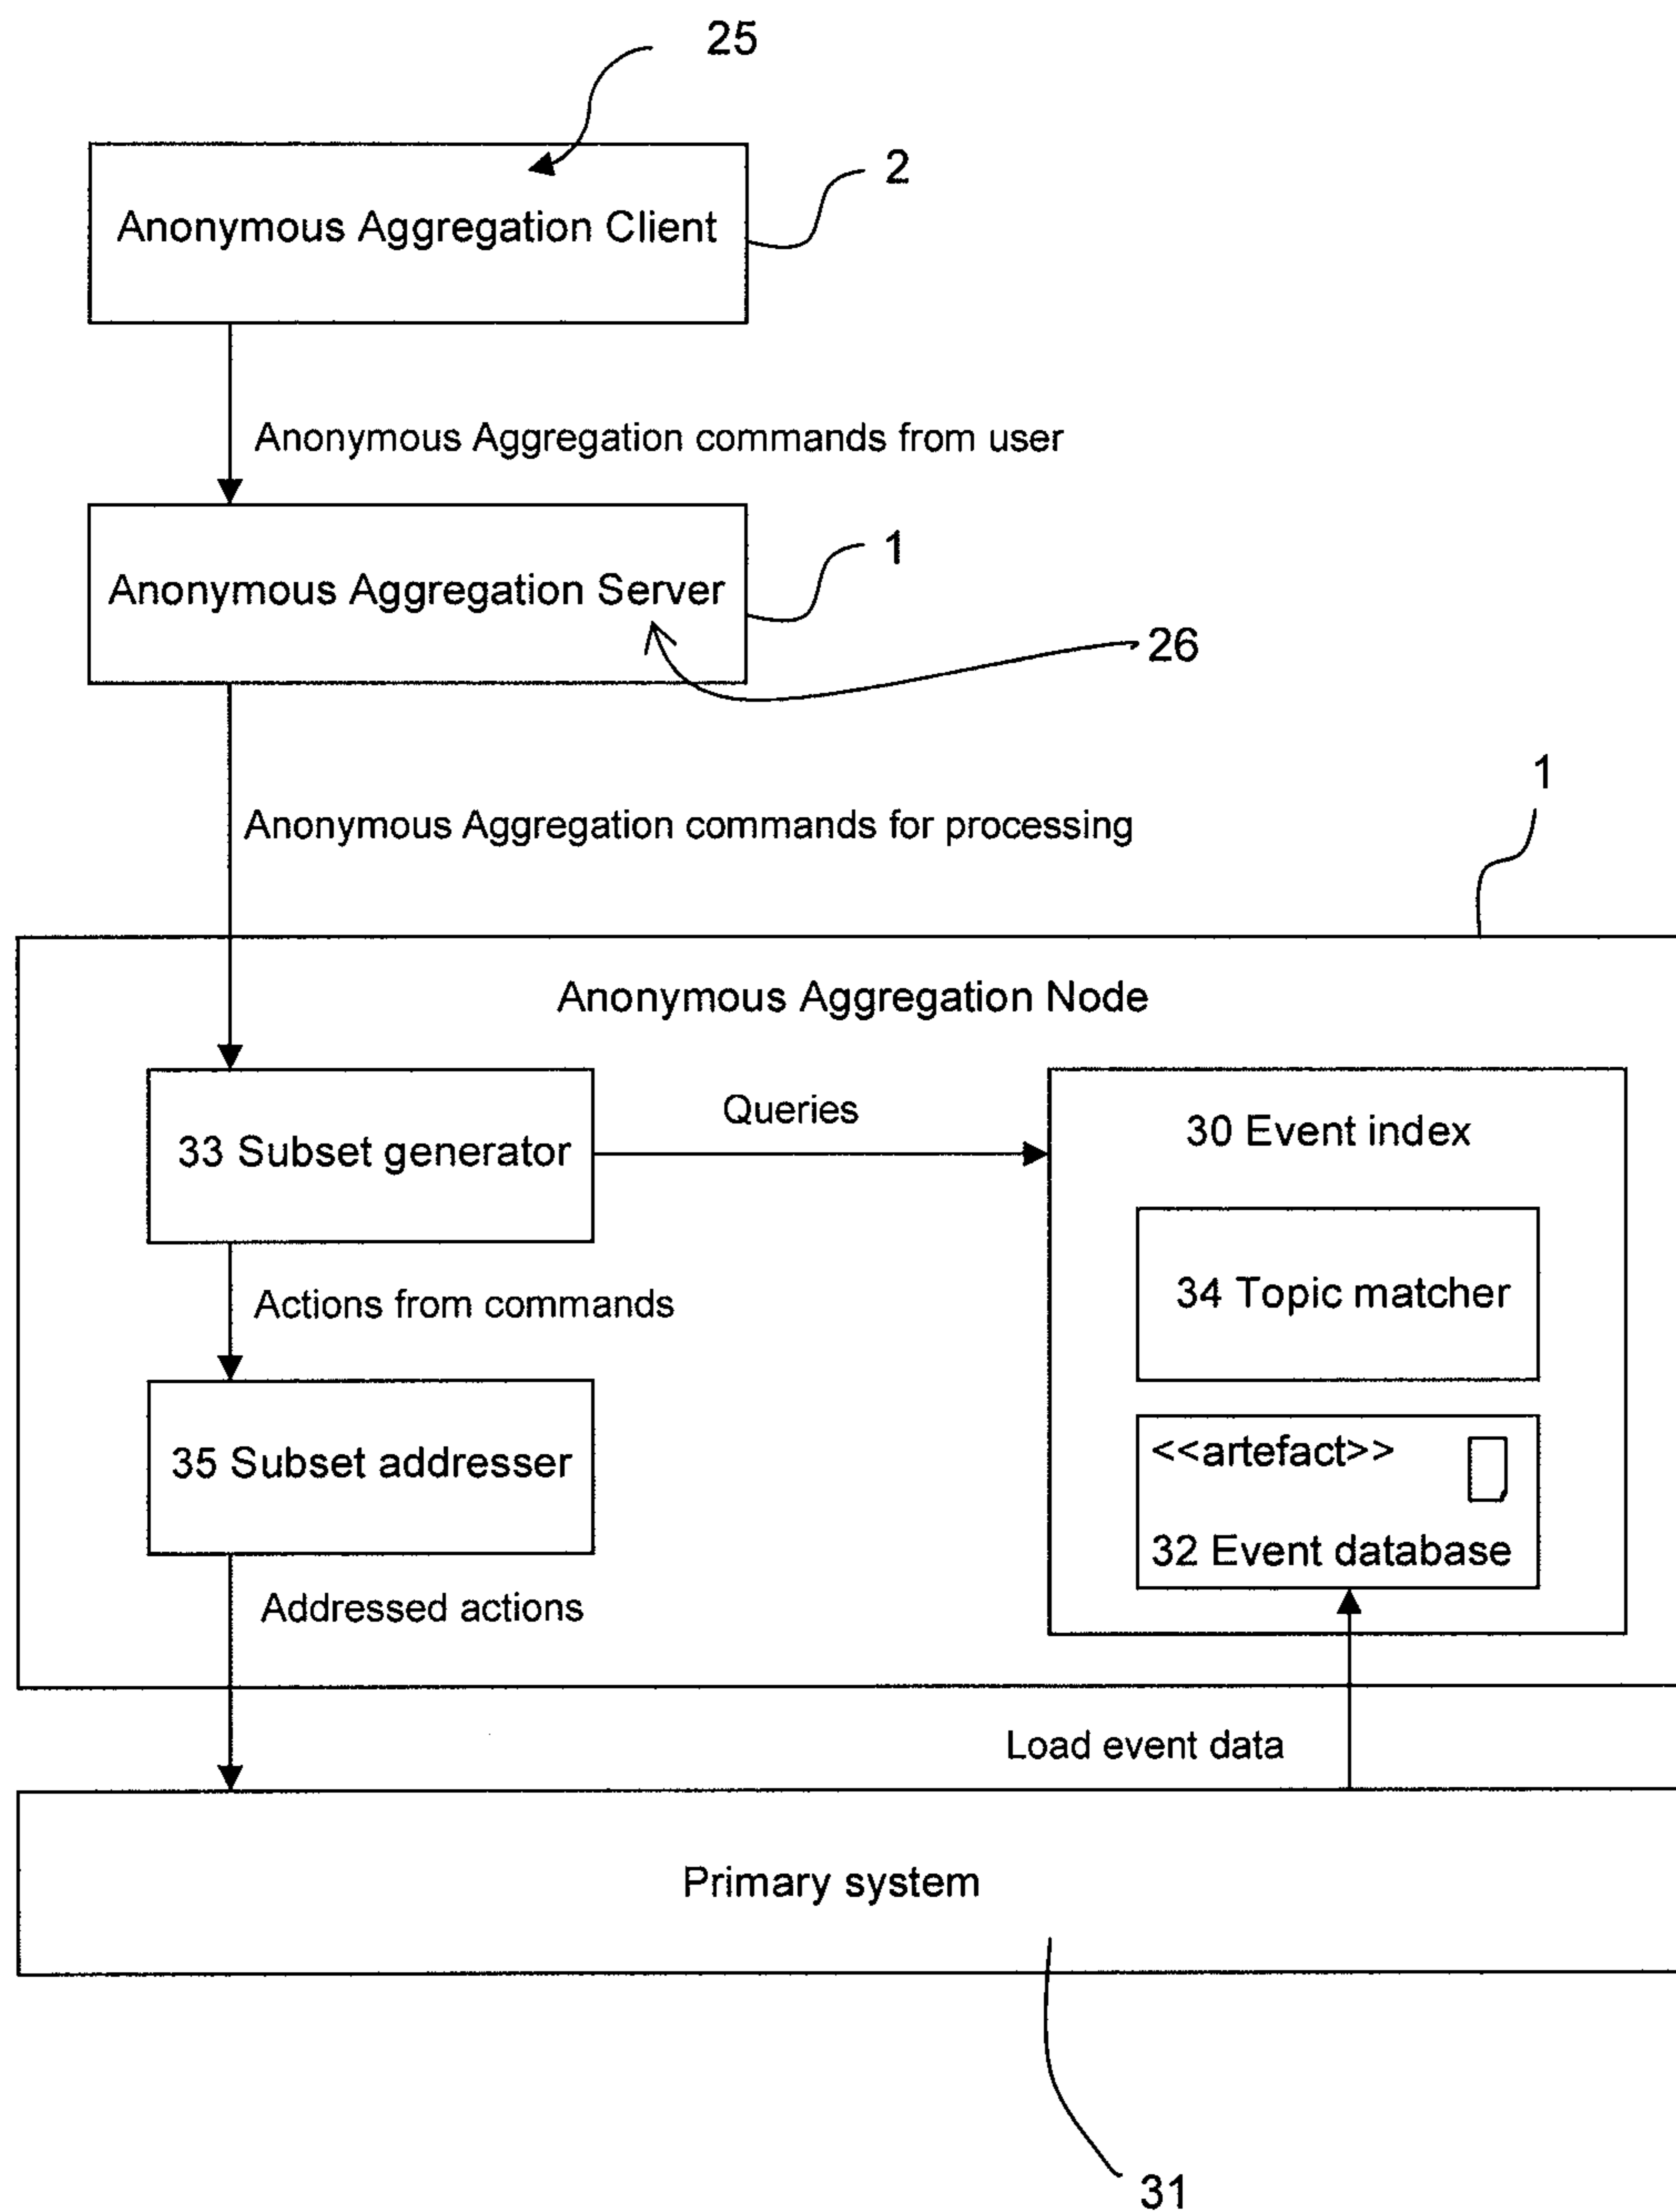 25
2
Anonymous Aggregation Client
Anonymous Aggregation commands from user
1
Anonymous Aggregation Server
26
1
Anonymous Aggregation commands for processing
Anonymous Aggregation Node
Queries
30 Event index
33 Subset generator
34 Topic matcher
Actions from commands
<<artefact>>
35 Subset addresser
32 Event database
Addressed actions
Load event data
Primary system
31